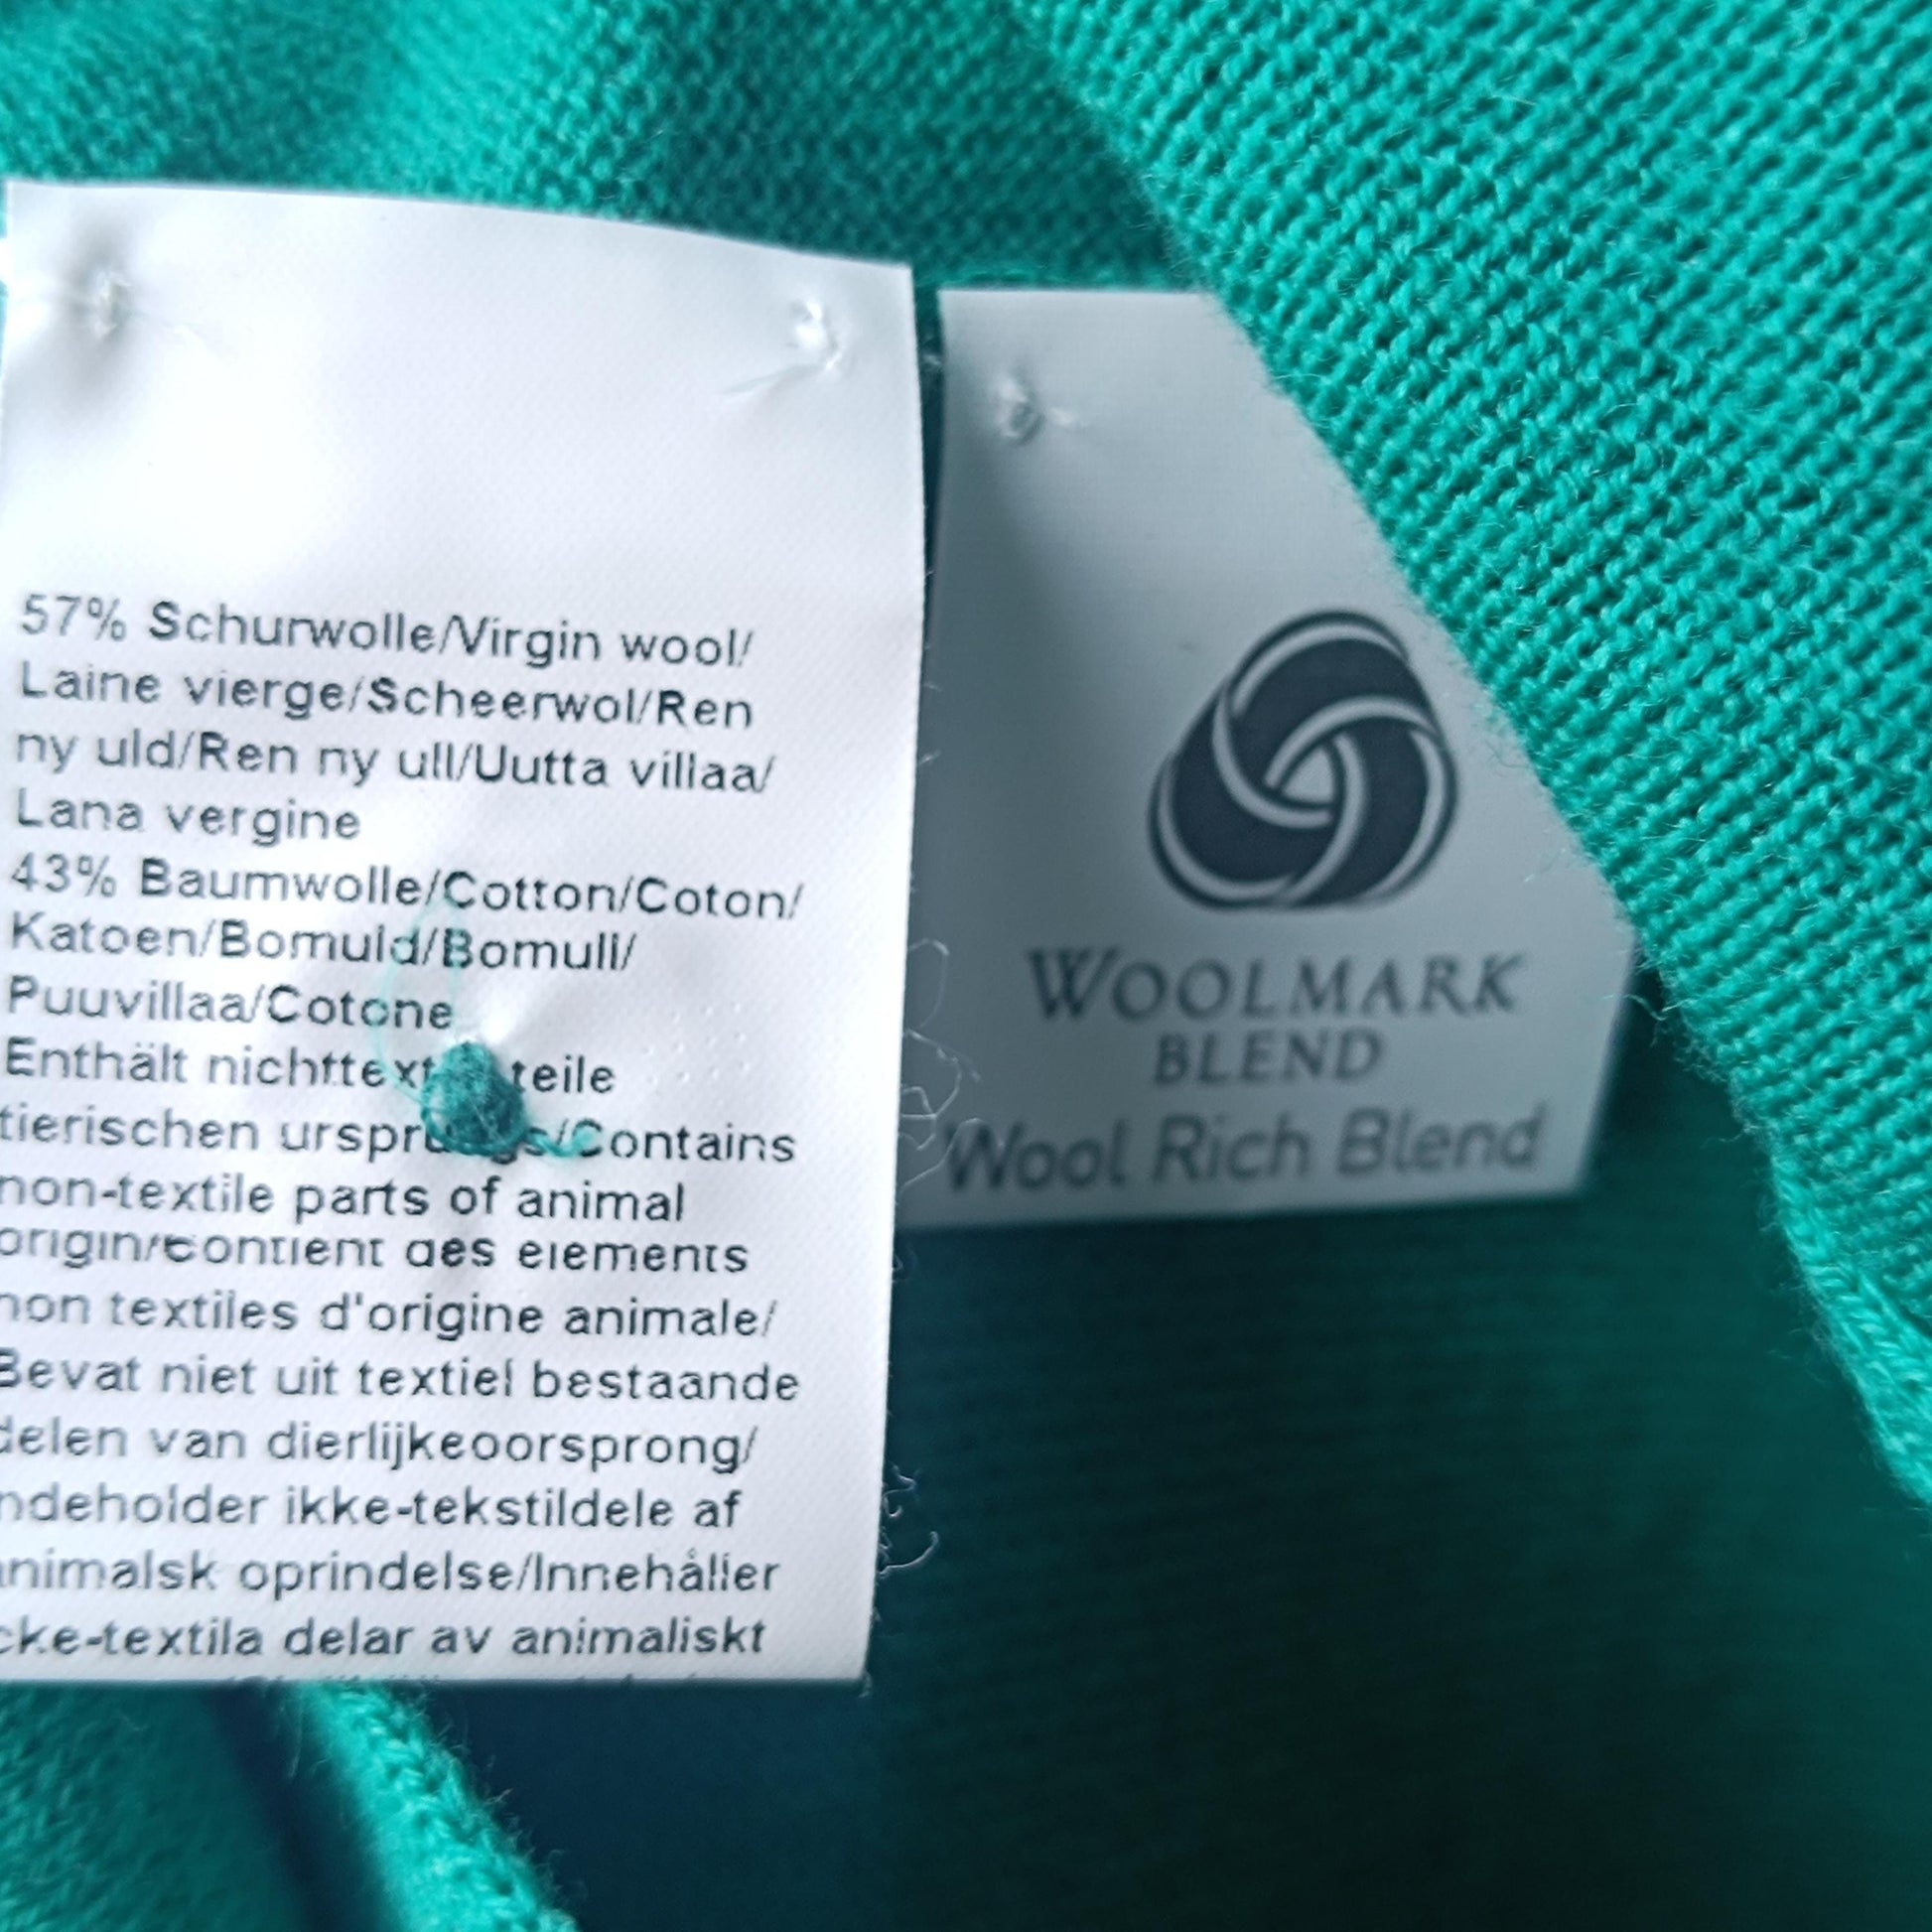 57% Schurwolle/Virgin wool/
Laine vierge/Scheerwol/Ren
ny uld/Ren ny ull/Uutta villaa/
Lana vergine
43% Baumwolle/Cotton/Coton/
Katoen/Bomuld/Bomull/
Puuvillaa/Cotone
Enthält teile
tierischen /Contains
non-textile parts of animal
origin/contient des elements
non textiles d'origine animale/
Bevat niet uit textiel bestaande
delen van dierlijkeoorsprong/
ndeholder ikke-tekstildele af
animalsk oprindelse/Innehåller
cke-textila delar av animaliskt
WOOLMARK
BLEND
Wool Rich Blend